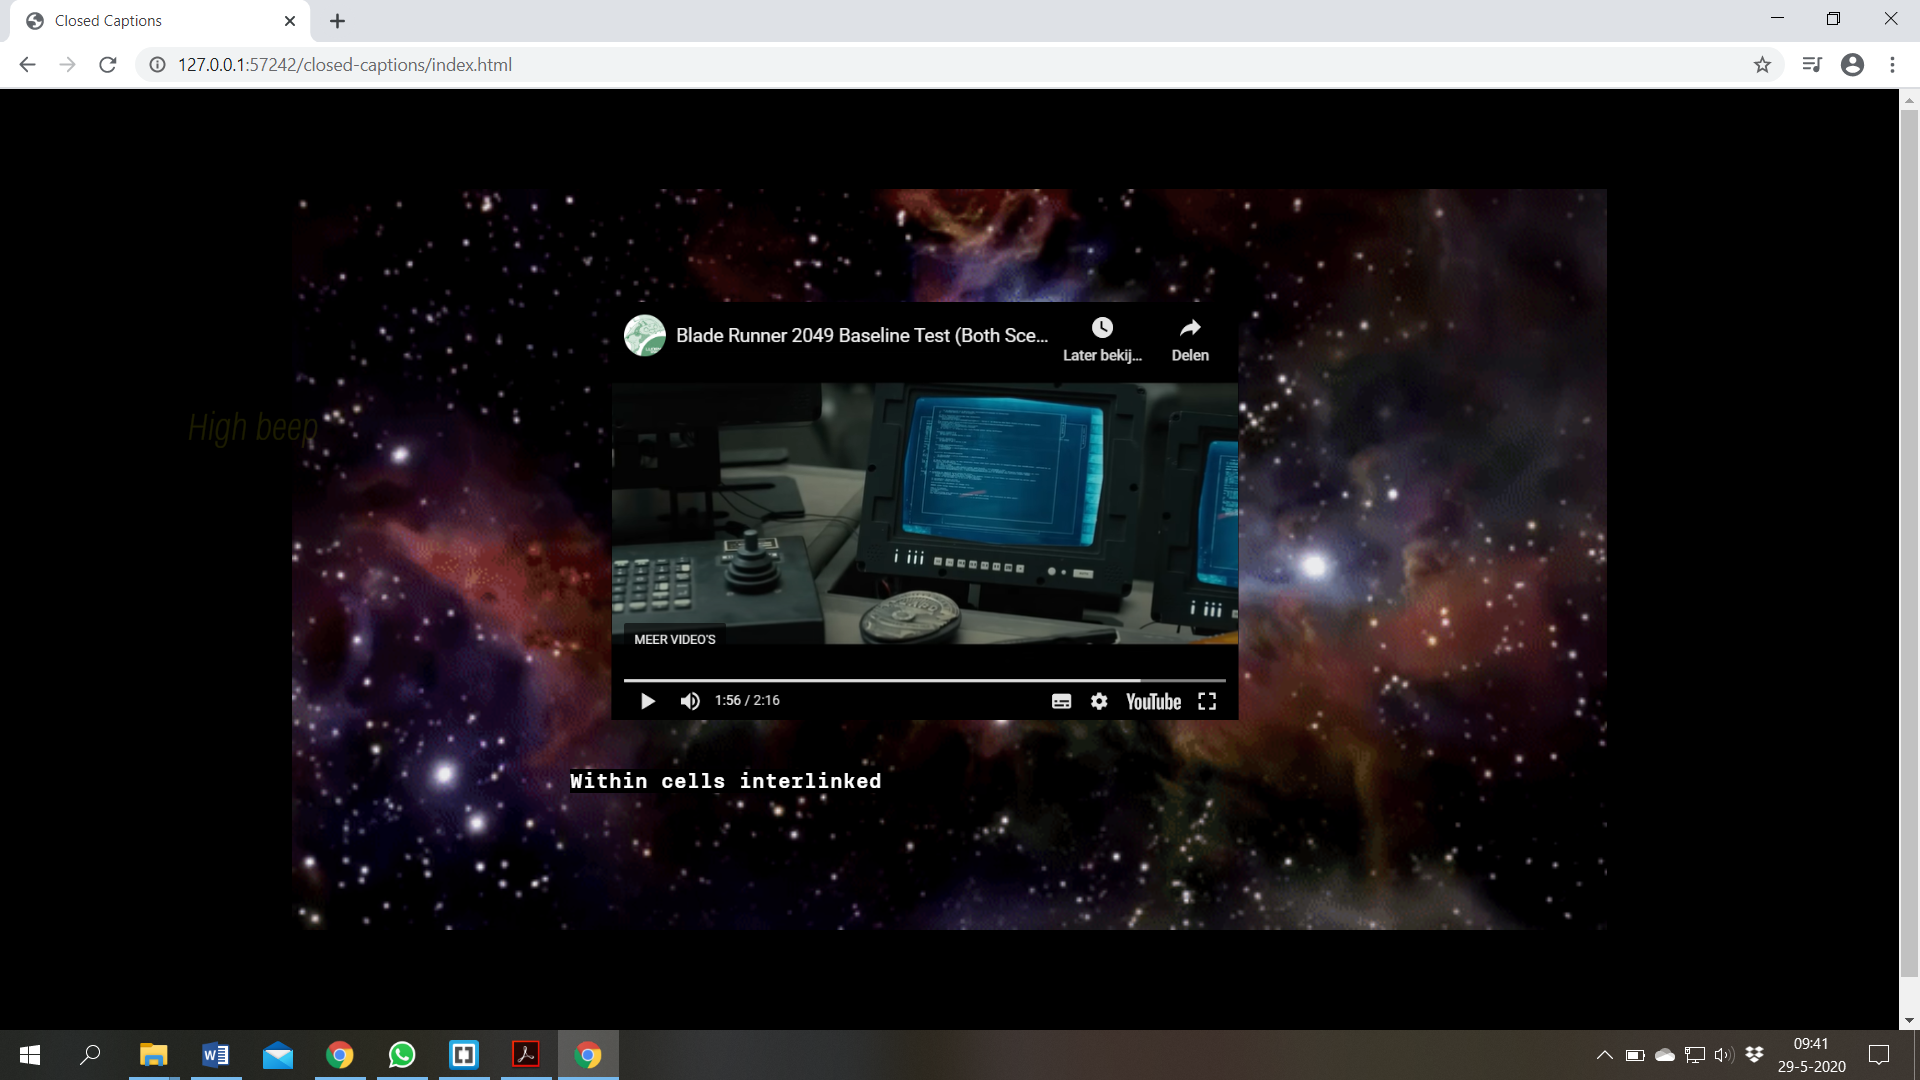 Closed Captions
127.0.0.1:57242/closed-captions/index.html
Blade Runner 2049 Baseline Test (Both Sce...
Later bekij...
Delen
High beep
MEER VIDEO'S
1:56 / 2:16
YouTube
Within cells interlinked
09:41
29-5-2020